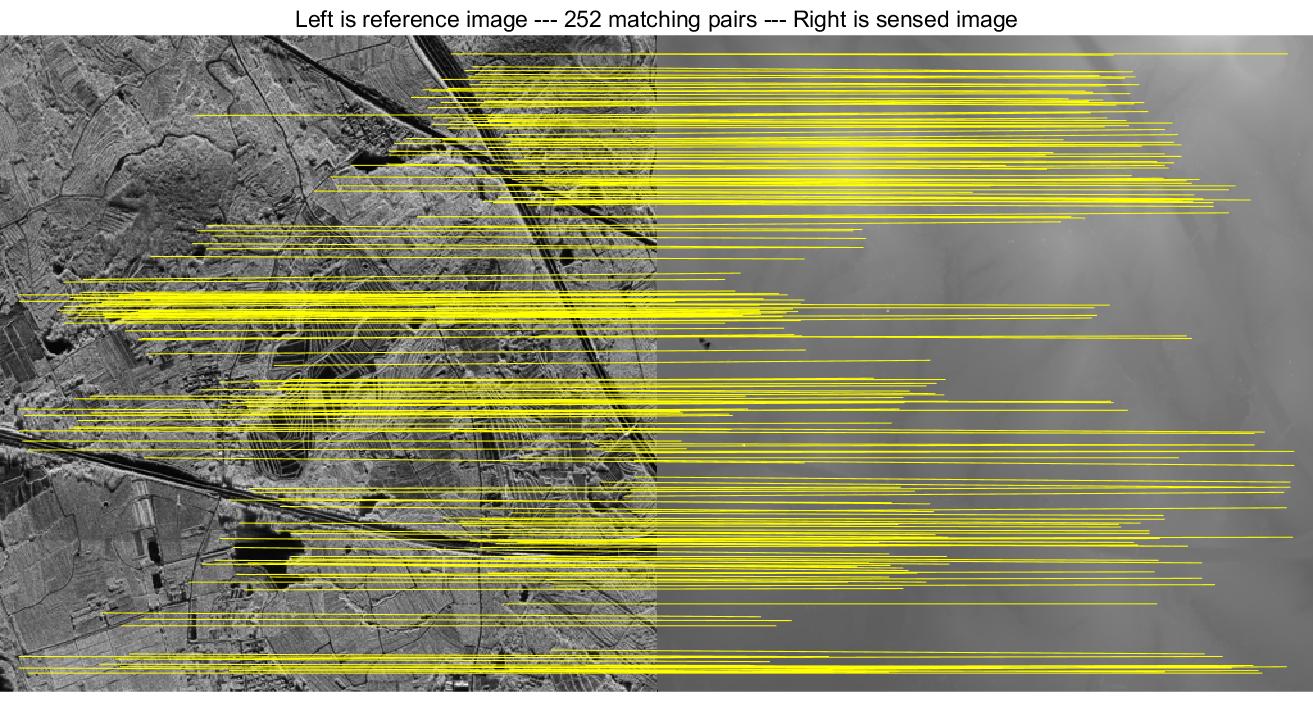 Left is reference image --- 252 matching pairs --- Right is sensed image